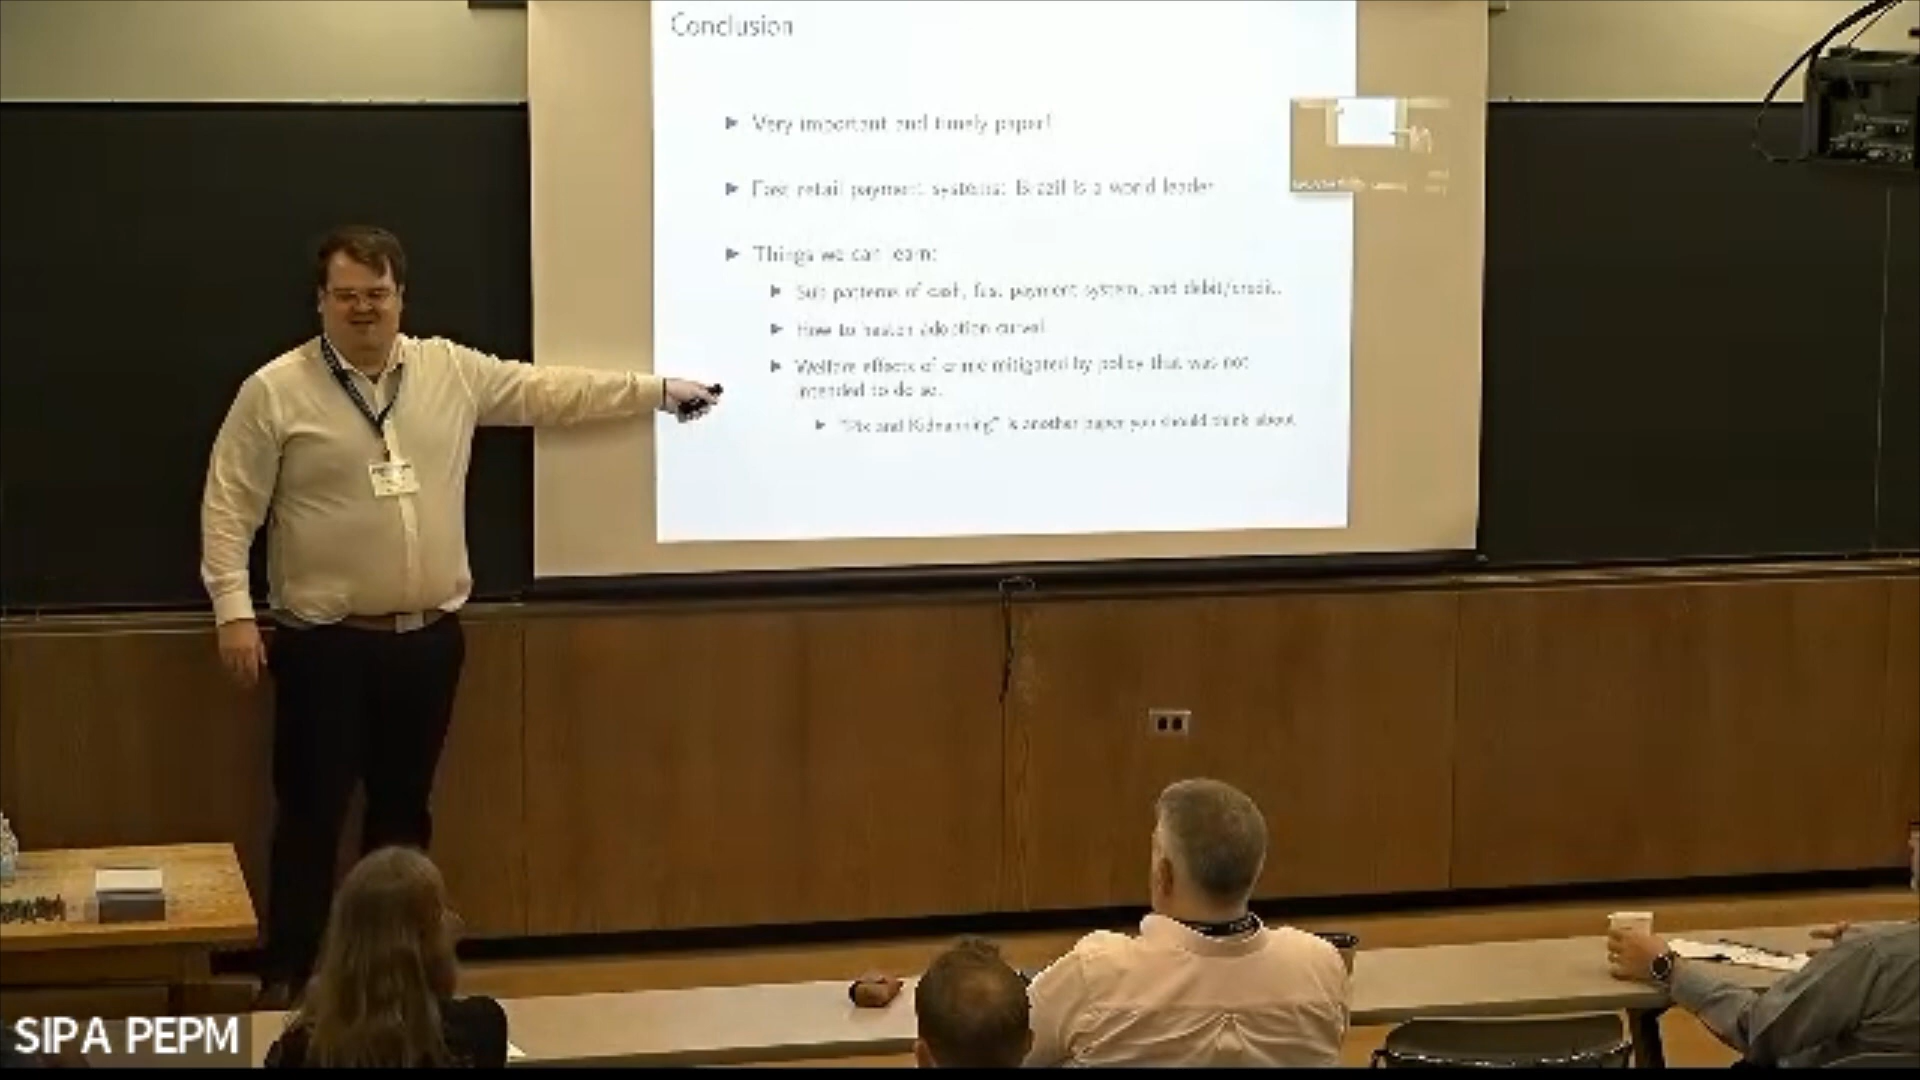 Conclusion
Very important and timely paper!
Fast retail payment systems: Brazil is a world leader
Things we can learn:
Sub patterns of cash, fast payment system, and debit/credit.
How to hasten adoption curve!
Welfare effects of crime mitigated by policy that was not
intended to do so.
"Pix and Kidnapping" is another paper you should think about
SIPA PEPM